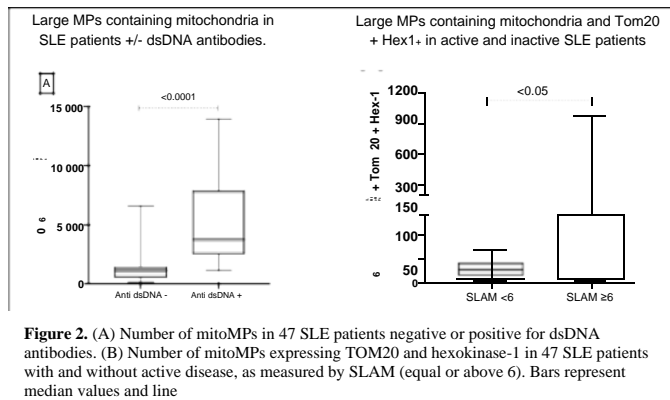 Large MPs containing mitochondria in
SLE patients +/- dsDNA antibodies.
A
<0.0001
15 000
10 000
5 000
0
Anti dsDNA -
Anti dsDNA +
Large MPs containing mitochondria and Tom20
+ Hex1+ in active and inactive SLE patients
<0.05
+ Tom 20 + Hex-1
1200
900
600
300
150
100
50
0
SLAM <6
SLAM ≥6
Figure 2. (A) Number of mitoMPs in 47 SLE patients negative or positive for dsDNA
antibodies. (B) Number of mitoMPs expressing TOM20 and hexokinase-1 in 47 SLE patients
with and without active disease, as measured by SLAM (equal or above 6). Bars represent
median values and line